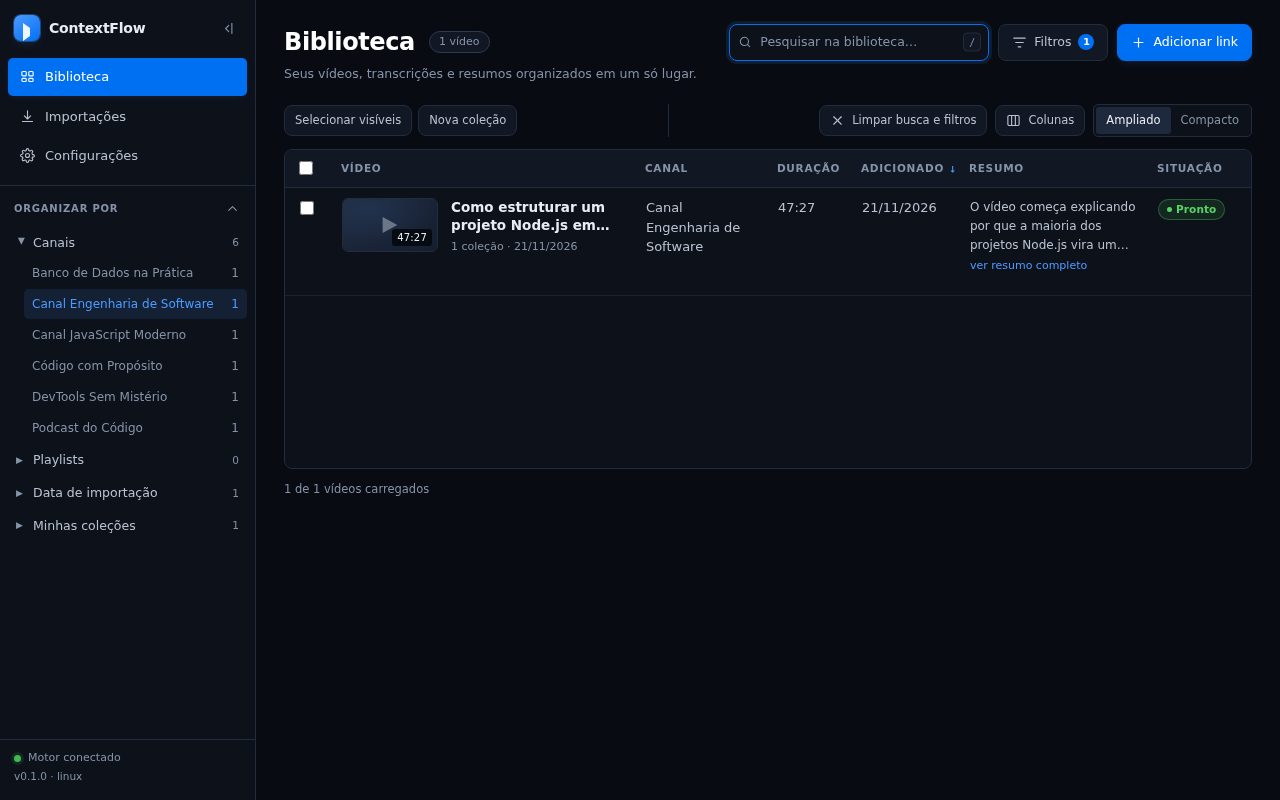 ContextFlow
Biblioteca
Importações
Configurações
ORGANIZAR POR
Canais 6
Banco de Dados na Prática 1
Canal Engenharia de Software 1
Canal JavaScript Moderno 1
Código com Propósito 1
DevTools Sem Mistério 1
Podcast do Código 1
Playlists 0
Data de importação 1
Minhas coleções 1
Motor conectado
v0.1.0 · linux
Biblioteca 1 vídeo
Pesquisar na biblioteca… /
Filtros 1
Adicionar link
Seus vídeos, transcrições e resumos organizados em um só lugar.
Selecionar visíveis
Nova coleção
Limpar busca e filtros
Colunas
Ampliado
Compacto
VÍDEO CANAL DURAÇÃO ADICIONADO ↓ RESUMO SITUAÇÃO
47:27
Como estruturar um
projeto Node.js em…
1 coleção · 21/11/2026
Canal
Engenharia de
Software
47:27
21/11/2026
O vídeo começa explicando
por que a maioria dos
projetos Node.js vira um…
ver resumo completo
Pronto
1 de 1 vídeos carregados